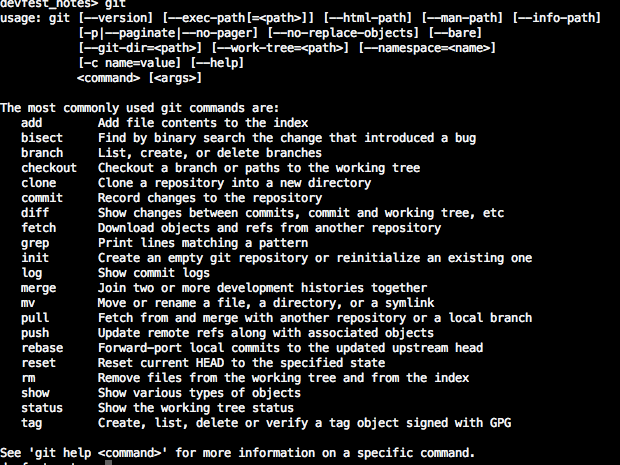 devfest_notes> git
usage: git [--version] [--exec-path[=<path>]] [--html-path] [--man-path] [--info-path]
           [-p|--paginate|--no-pager] [--no-replace-objects] [--bare]
           [--git-dir=<path>] [--work-tree=<path>] [--namespace=<name>]
           [-c name=value] [--help]
           <command> [<args>]

The most commonly used git commands are:
   add        Add file contents to the index
   bisect     Find by binary search the change that introduced a bug
   branch     List, create, or delete branches
   checkout   Checkout a branch or paths to the working tree
   clone      Clone a repository into a new directory
   commit     Record changes to the repository
   diff       Show changes between commits, commit and working tree, etc
   fetch      Download objects and refs from another repository
   grep       Print lines matching a pattern
   init       Create an empty git repository or reinitialize an existing one
   log        Show commit logs
   merge      Join two or more development histories together
   mv         Move or rename a file, a directory, or a symlink
   pull       Fetch from and merge with another repository or a local branch
   push       Update remote refs along with associated objects
   rebase     Forward-port local commits to the updated upstream head
   reset      Reset current HEAD to the specified state
   rm         Remove files from the working tree and from the index
   show       Show various types of objects
   status     Show the working tree status
   tag        Create, list, delete or verify a tag object signed with GPG

See 'git help <command>' for more information on a specific command.